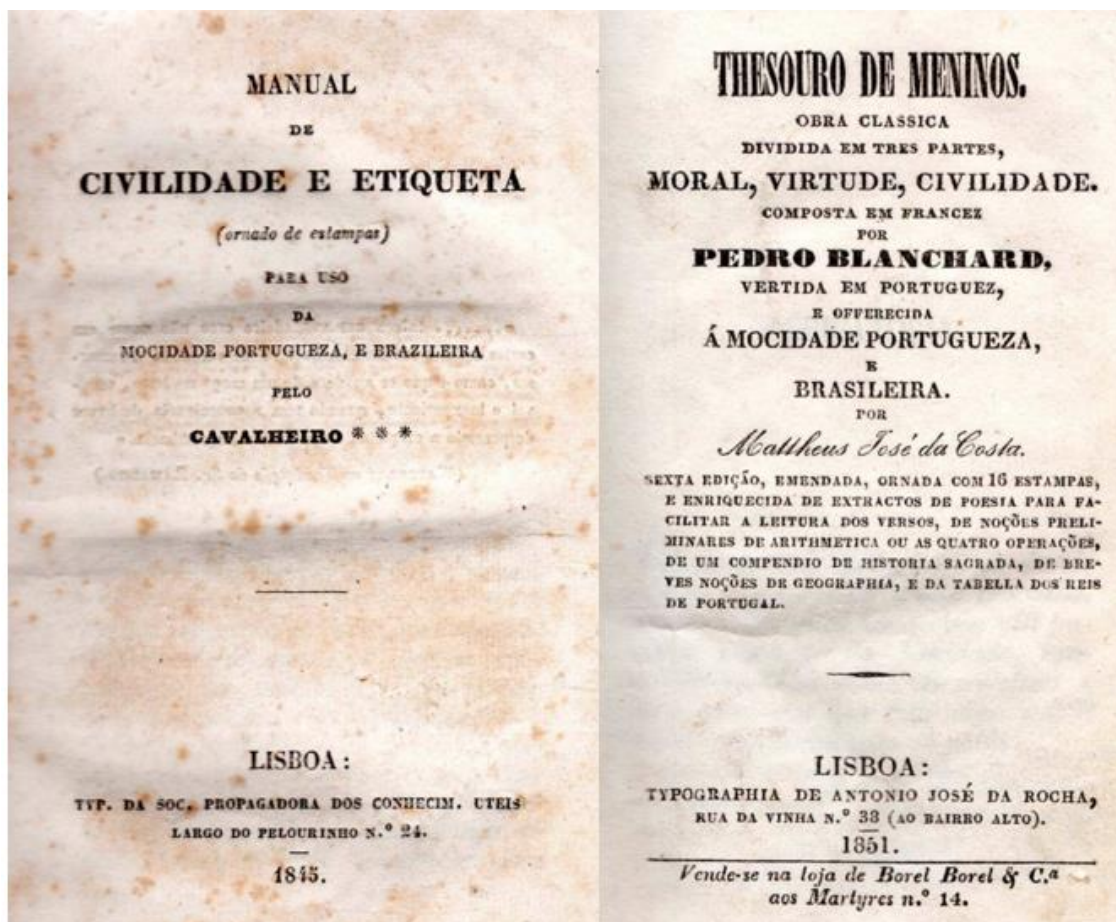 MANUAL
DE
CIVILIDADE E ETIQUETA
(ornado de estampas)
PARA USO
DA
MOCIDADE PORTUGUEZA, E BRAZILEIRA
PELO
CAVALHEIRO * * *
LISBOA:
TYP. DA SOC. PROPAGADORA DOS CONHECIM. UTEIS
LARGO DO PELOURINHO N.º 24.
1845.
THESOURO DE MENINOS.
OBRA CLASSICA
DIVIDIDA EM TRES PARTES,
MORAL, VIRTUDE, CIVILIDADE.
COMPOSTA EM FRANCEZ
POR
PEDRO BLANCHARD,
VERTIDA EM PORTUGUEZ,
E OFFERECIDA
Á MOCIDADE PORTUGUEZA,
E
BRASILEIRA.
POR
Mattheus José da Costa.
SEXTA EDIÇÃO, EMENDADA, ORNADA COM 16 ESTAMPAS,
E ENRIQUECIDA DE EXTRACTOS DE POESIA PARA FA-
CILITAR A LEITURA DOS VERSOS, DE NOÇÕES PRELI-
MINARES DE ARITHMETICA OU AS QUATRO OPERAÇÕES,
DE UM COMPENDIO DE HISTORIA SAGRADA, DE BRE-
VES NOÇÕES DE GEOGRAPHIA, E DA TABELLA DOS REIS
DE PORTUGAL.
LISBOA:
TYPOGRAPHIA DE ANTONIO JOSÉ DA ROCHA,
RUA DA VINHA N.º 38 (AO BAIRRO ALTO).
1851.
Vende-se na loja de Borel Borel & C.ª
aos Martyres n.º 14.